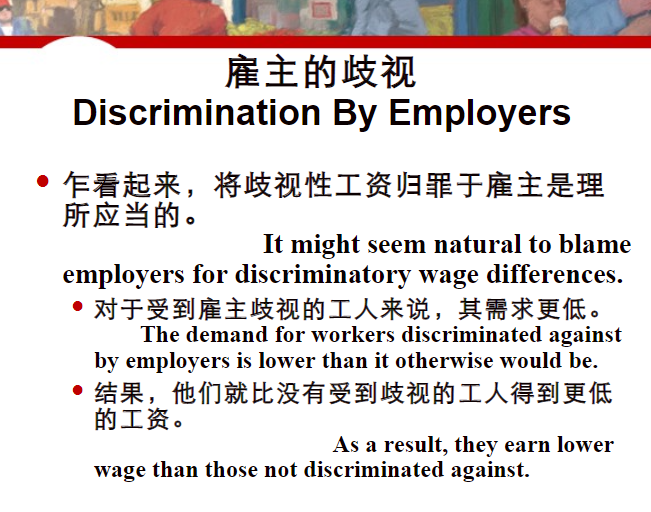 雇主的歧视
Discrimination By Employers
乍看起来，将歧视性工资归罪于雇主是理
所应当的。
It might seem natural to blame
employers for discriminatory wage differences.
对于受到雇主歧视的工人来说，其需求更低。
The demand for workers discriminated against
by employers is lower than it otherwise would be.
结果，他们就比没有受到歧视的工人得到更低
的工资。
As a result, they earn lower
wage than those not discriminated against.